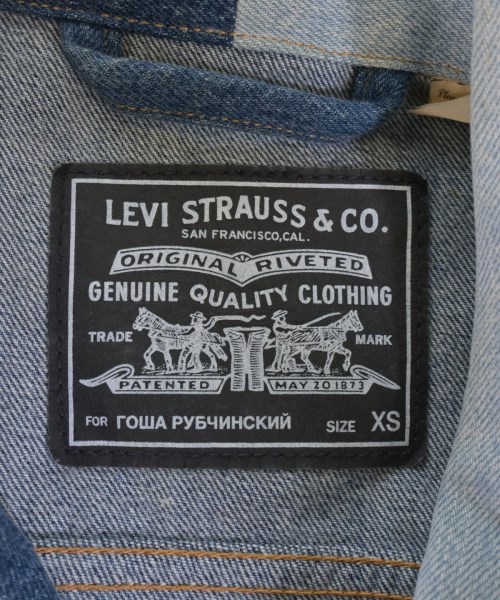 LEVI STRAUSS & CO.
SAN FRANCISCO, CAL.
ORIGINAL RIVETED
GENUINE QUALITY CLOTHING
TRADE MARK
PATENTED MAY 20 1873
FOR ГОША РУБЧИНСКИЙ SIZE XS